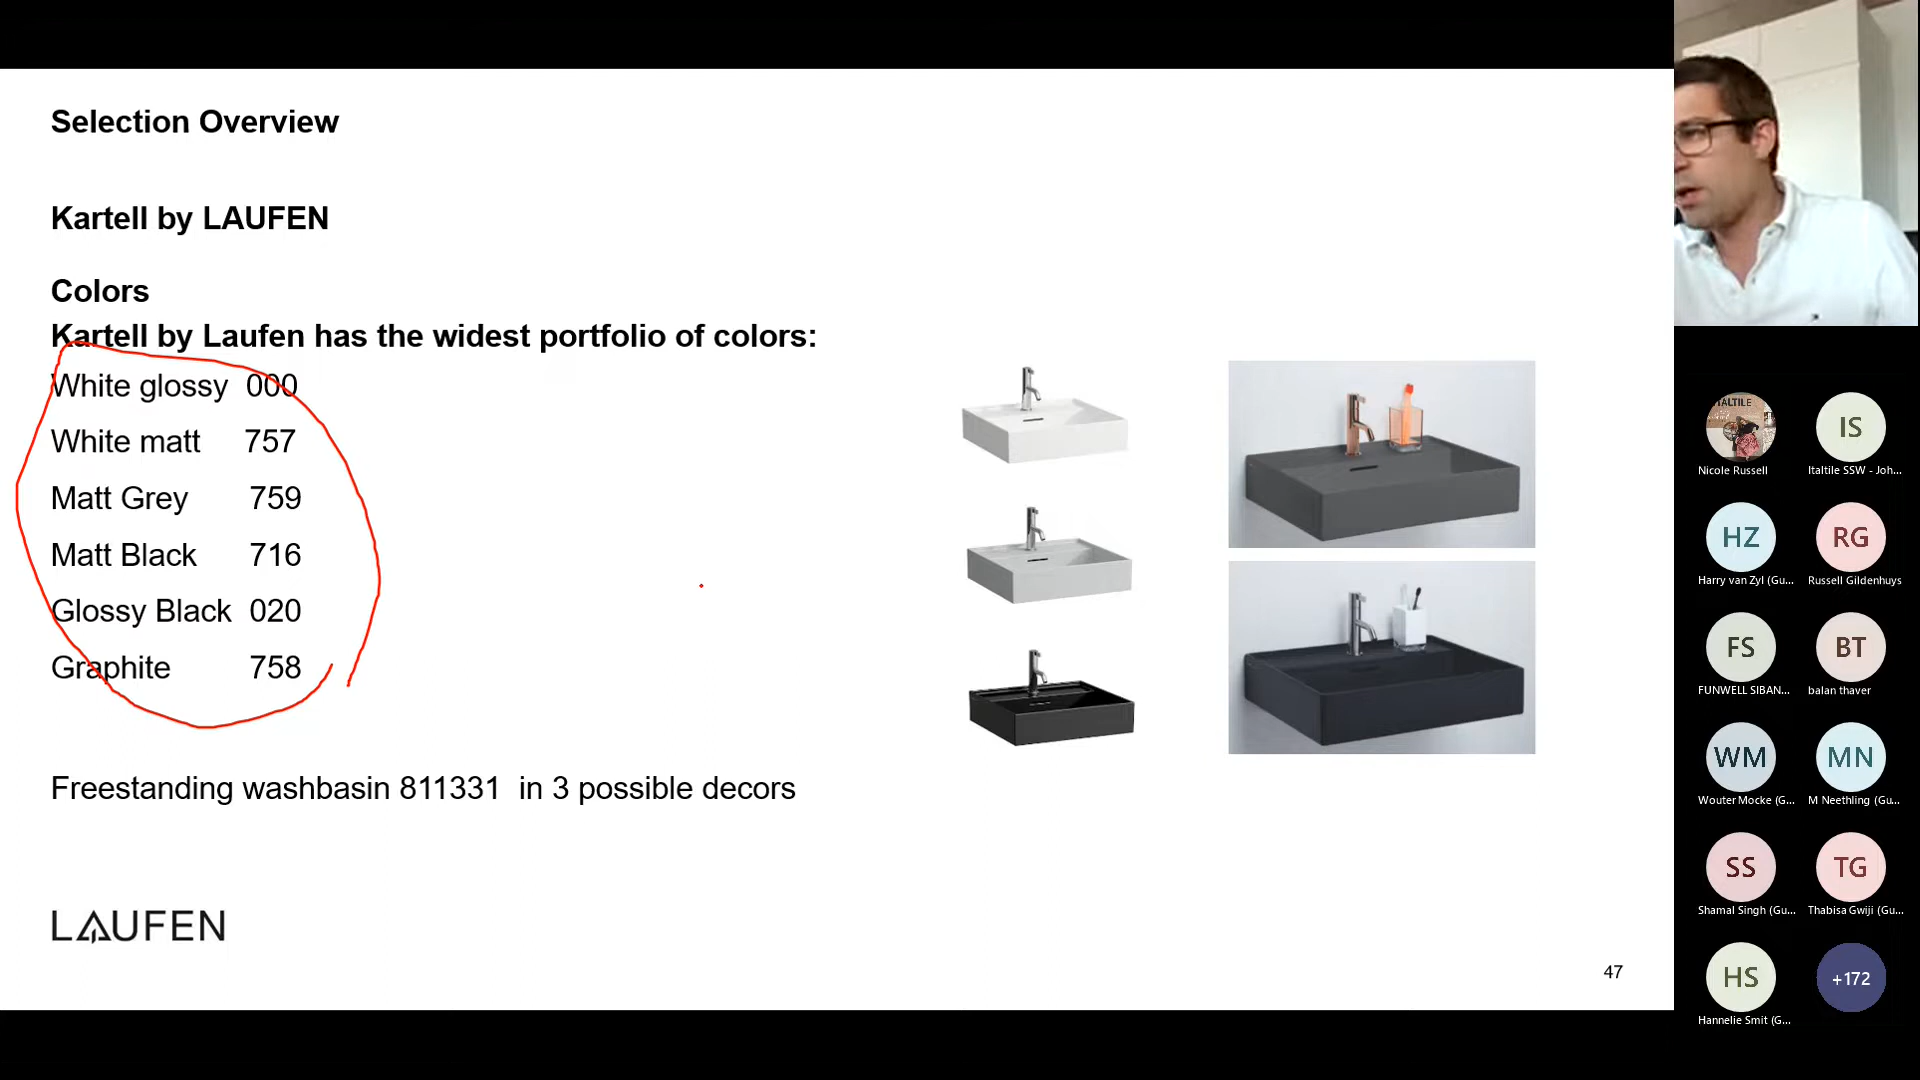 Selection Overview
Kartell by LAUFEN
Colors
Kartell by Laufen has the widest portfolio of colors:
White glossy 000
White matt 757
Matt Grey 759
Matt Black 716
Glossy Black 020
Graphite 758
Freestanding washbasin 811331 in 3 possible decors
LAUFEN
47
ITALTILE
Nicole Russell
IS
Italtile SSW - Joh...
HZ
Harry van Zyl (Gu...
RG
Russell Gildenhuys
FS
FUNWELL SIBAN...
BT
balan thaver
WM
Wouter Mocke (G...
MN
M Neethling (Gu...
SS
Shamal Singh (Gu...
TG
Thabisa Gwiji (Gu...
HS
Hannelie Smit (G...
+172